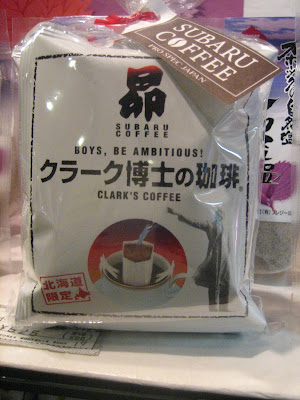 SUBARU
COFFEE
PRO SPEC JAPAN
昴
SUBARU
COFFEE
BOYS, BE AMBITIOUS!
クラーク博士の珈琲®
CLARK'S COFFEE
北海道
限定